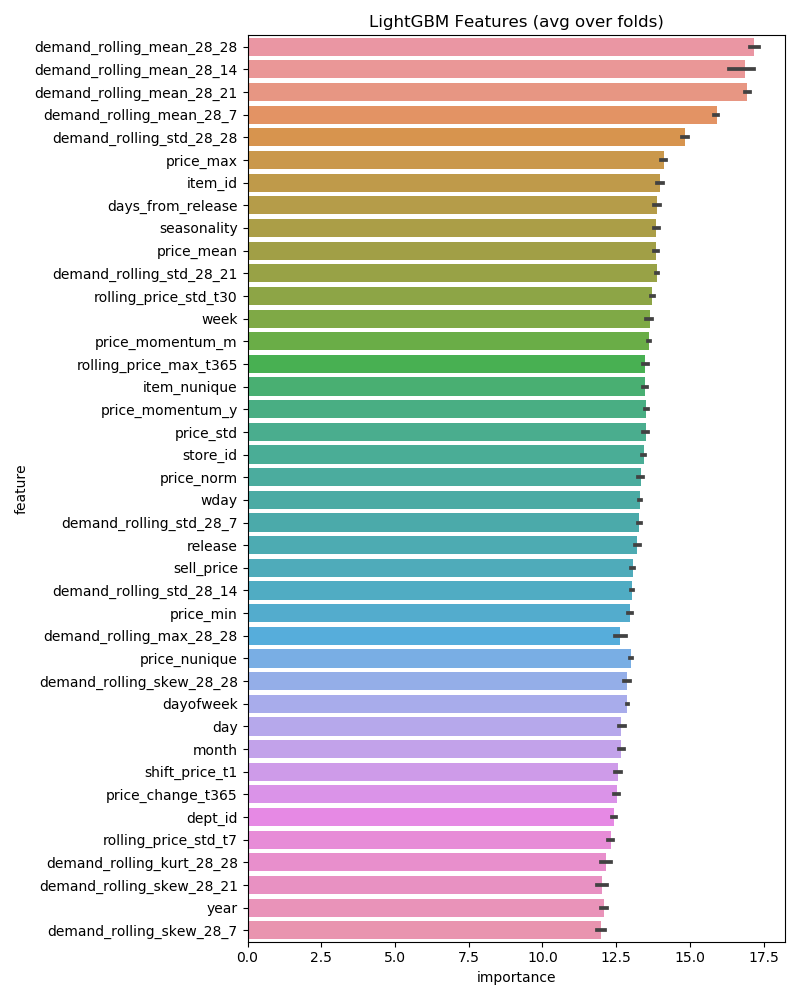 LightGBM Features (avg over folds)
demand_rolling_mean_28_28
demand_rolling_mean_28_14
demand_rolling_mean_28_21
demand_rolling_mean_28_7
demand_rolling_std_28_28
price_max
item_id
days_from_release
seasonality
price_mean
demand_rolling_std_28_21
rolling_price_std_t30
week
price_momentum_m
rolling_price_max_t365
item_nunique
price_momentum_y
price_std
store_id
price_norm
wday
demand_rolling_std_28_7
release
sell_price
demand_rolling_std_28_14
price_min
demand_rolling_max_28_28
price_nunique
demand_rolling_skew_28_28
dayofweek
day
month
shift_price_t1
price_change_t365
dept_id
rolling_price_std_t7
demand_rolling_kurt_28_28
demand_rolling_skew_28_21
year
demand_rolling_skew_28_7
feature
0.0 2.5 5.0 7.5 10.0 12.5 15.0 17.5
importance